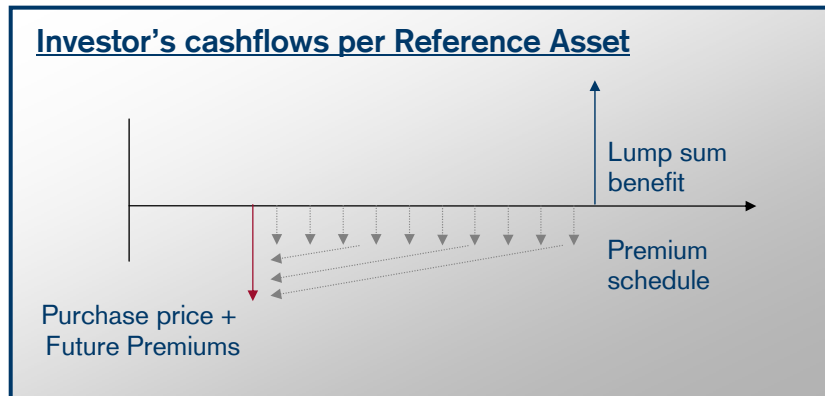 Investor's cashflows per Reference Asset
Lump sum
benefit
Premium
schedule
Purchase price +
Future Premiums